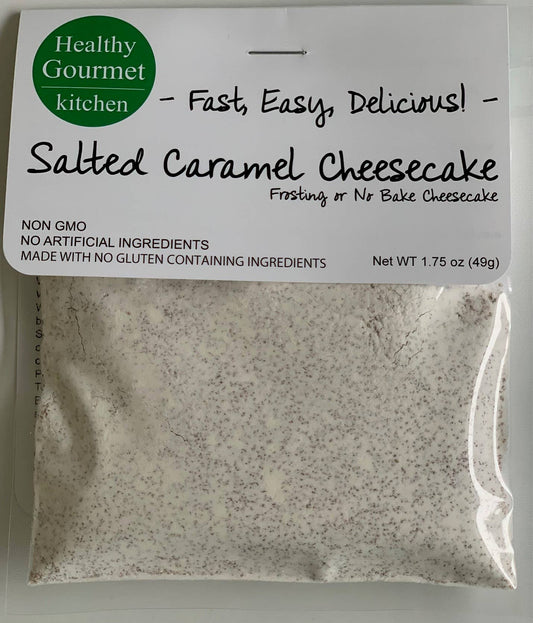 Healthy
Gourmet
kitchen
- Fast, Easy, Delicious! -
Salted Caramel Cheesecake
Frosting or No Bake Cheesecake
NON GMO
NO ARTIFICIAL INGREDIENTS
MADE WITH NO GLUTEN CONTAINING INGREDIENTS
Net WT 1.75 oz (49g)